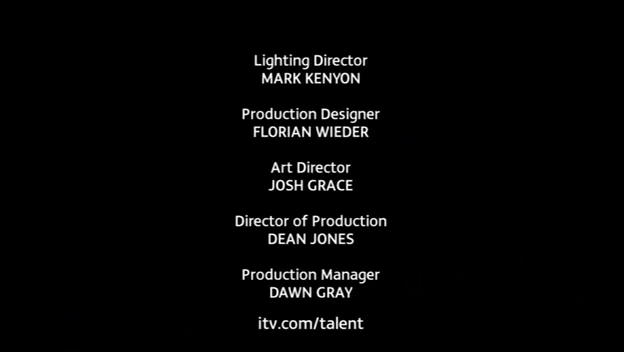 Lighting Director
MARK KENYON
Production Designer
FLORIAN WIEDER
Art Director
JOSH GRACE
Director of Production
DEAN JONES
Production Manager
DAWN GRAY
itv.com/talent